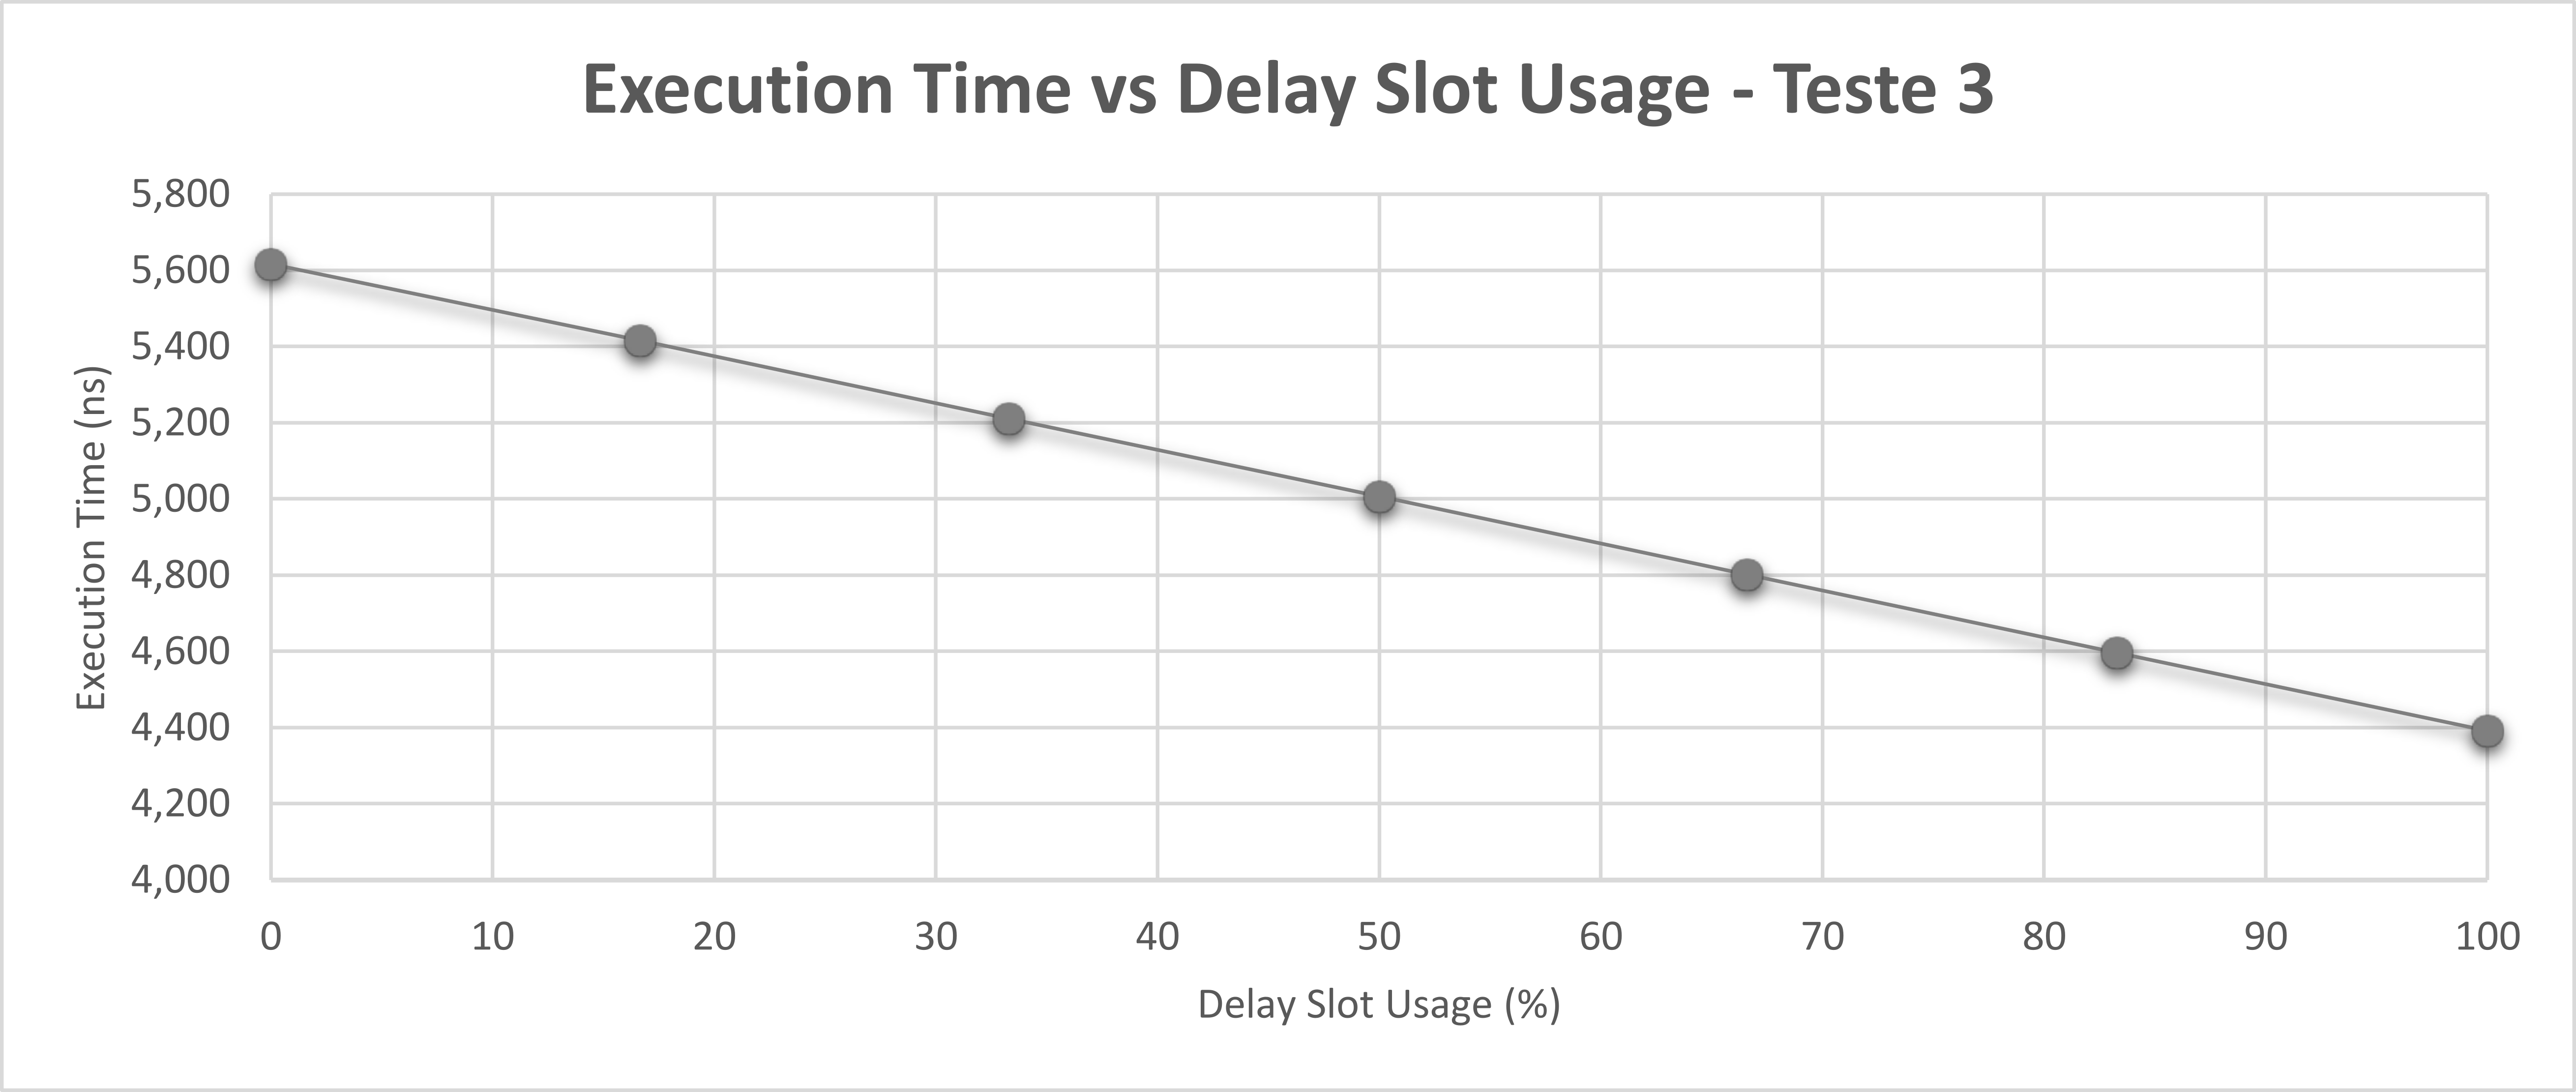 Execution Time vs Delay Slot Usage - Teste 3
5,800
5,600
5,400
5,200
5,000
4,800
4,600
4,400
4,200
4,000
Execution Time (ns)
0 10 20 30 40 50 60 70 80 90 100
Delay Slot Usage (%)